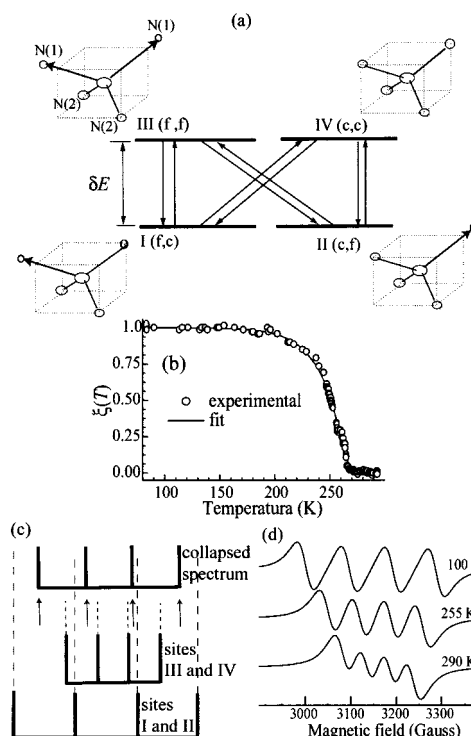 (a)
N(1)
N(1)
N(2)
N(2)
III (f ,f)
IV (c,c)
δE
I (f,c)
II (c,f)
(b)
ξ(T)
1.0
0.75
0.50
0.25
0.00
experimental
fit
100
150
200
250
Temperatura (K)
(c)
collapsed
spectrum
sites
III and IV
sites
I and II
(d)
100
255 K
290 K
3000
3100
3200
3300
Magnetic field (Gauss)